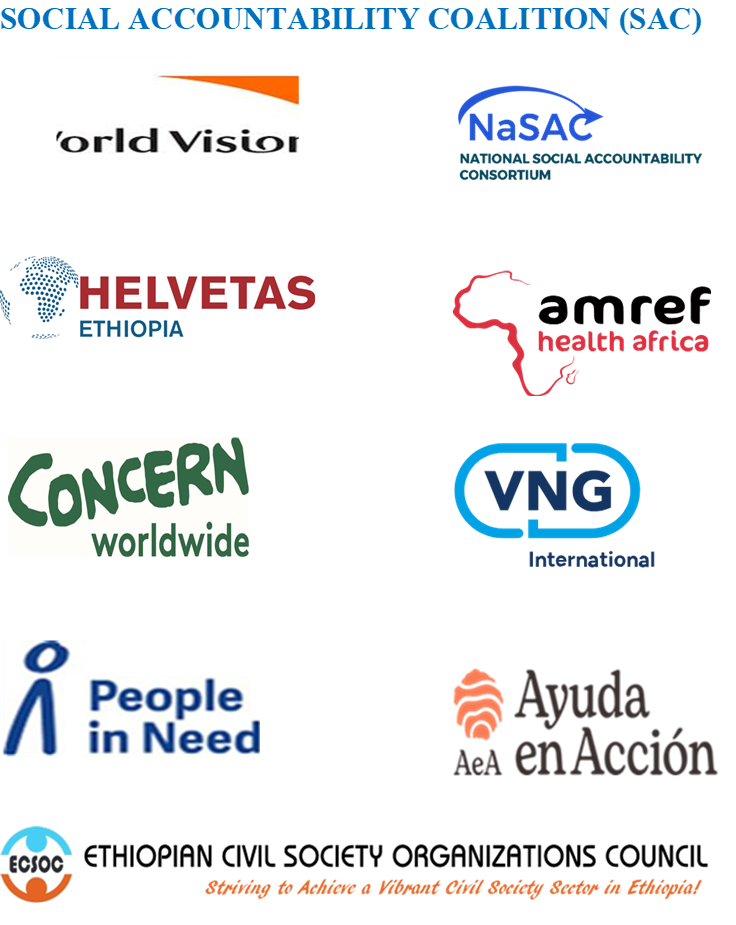 SOCIAL ACCOUNTABILITY COALITION (SAC)
World Vision
NaSAC
NATIONAL SOCIAL ACCOUNTABILITY
CONSORTIUM
HELVETAS
ETHIOPIA
amref
health africa
CONCERN
worldwide
VNG
International
People
in Need
Ayuda
AeA en Acción
ECSOC ETHIOPIAN CIVIL SOCIETY ORGANIZATIONS COUNCIL
Striving to Achieve a Vibrant Civil Society Sector in Ethiopia!